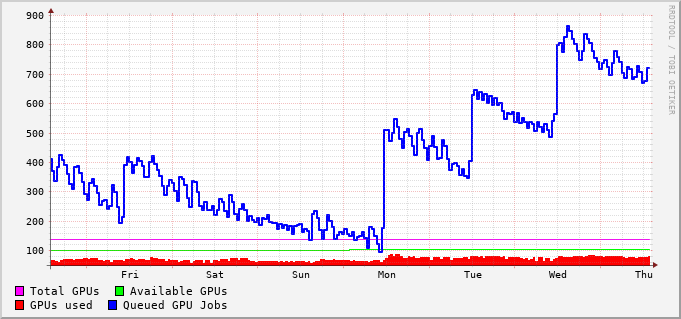 900
800
700
600
500
400
300
200
100
Fri Sat Sun Mon Tue Wed Thu
Total GPUs Available GPUs
GPUs used Queued GPU Jobs
RRDTOOL / TOBI OETIKER